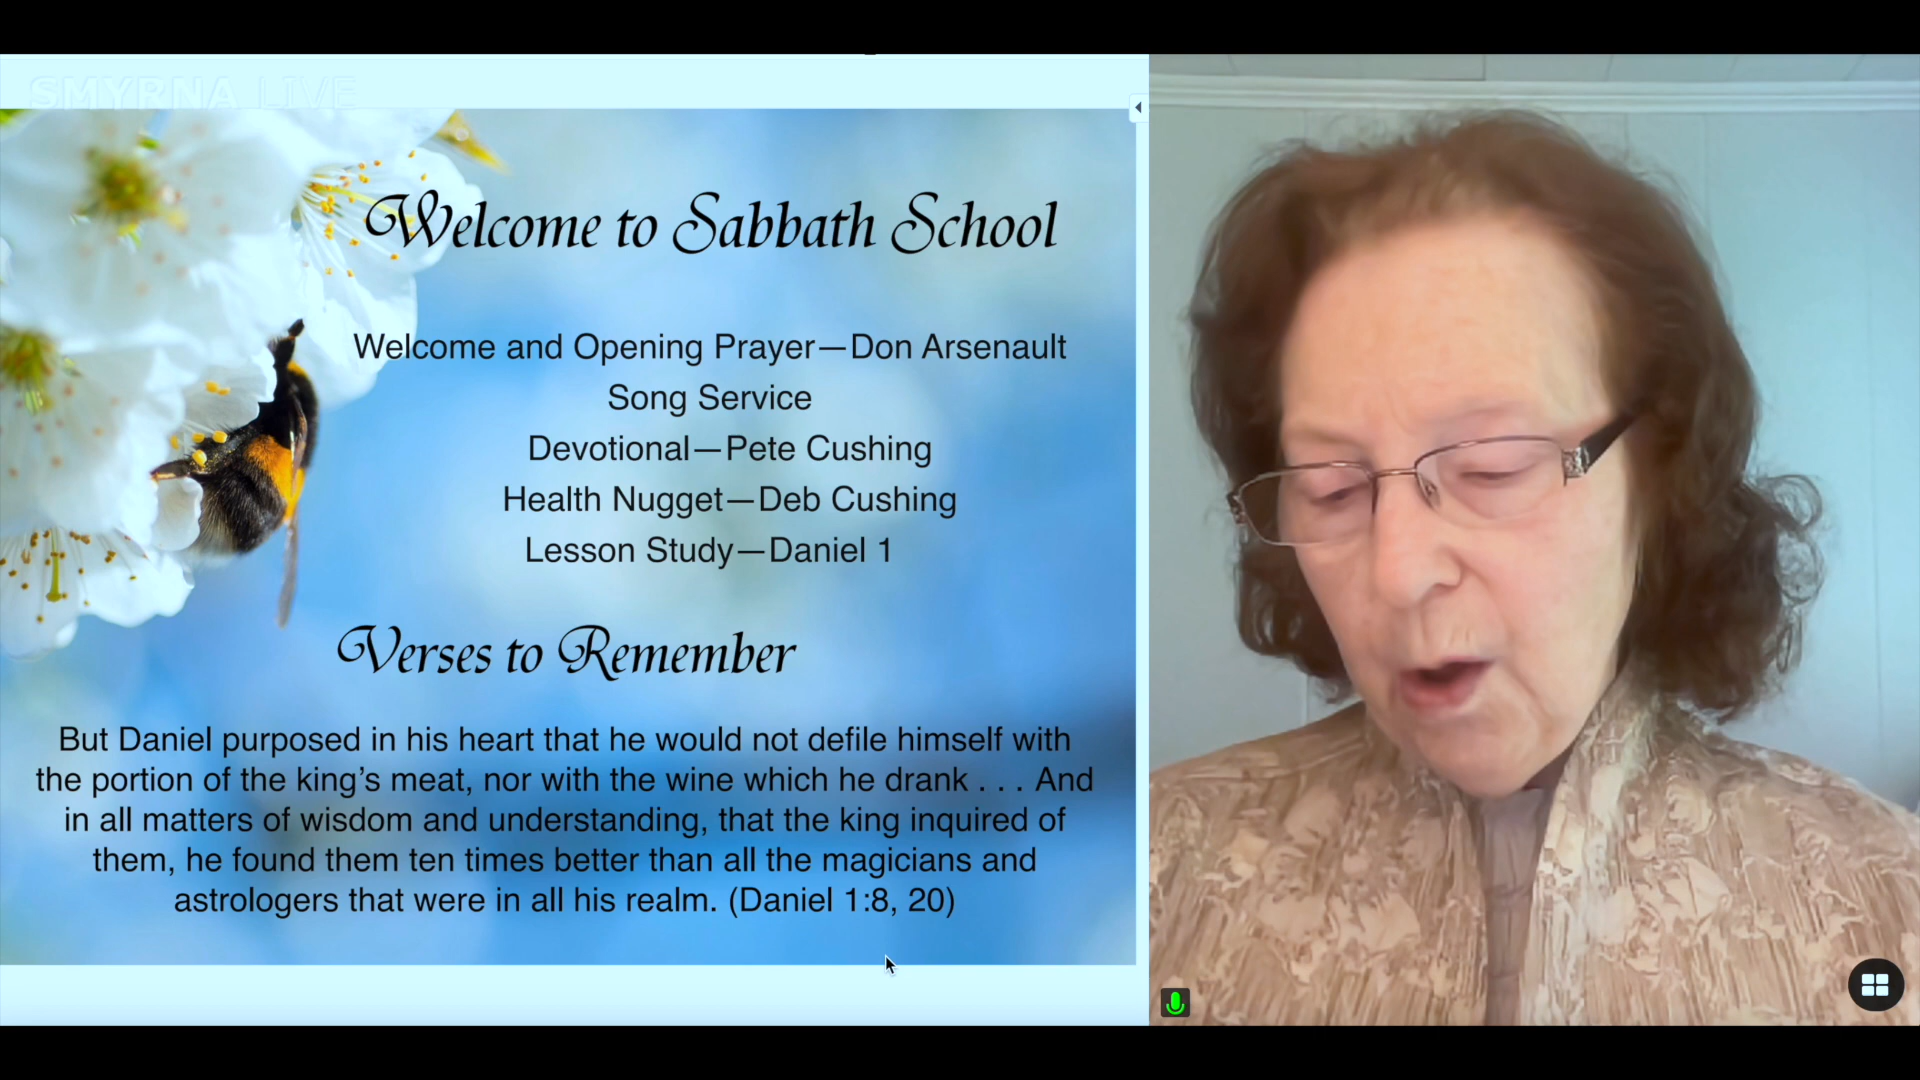 SMYRNA LIVE
Welcome to Sabbath School
Welcome and Opening Prayer—Don Arsenault
Song Service
Devotional—Pete Cushing
Health Nugget—Deb Cushing
Lesson Study—Daniel 1
Verses to Remember
But Daniel purposed in his heart that he would not defile himself with
the portion of the king’s meat, nor with the wine which he drank . . . And
in all matters of wisdom and understanding, that the king inquired of
them, he found them ten times better than all the magicians and
astrologers that were in all his realm. (Daniel 1:8, 20)